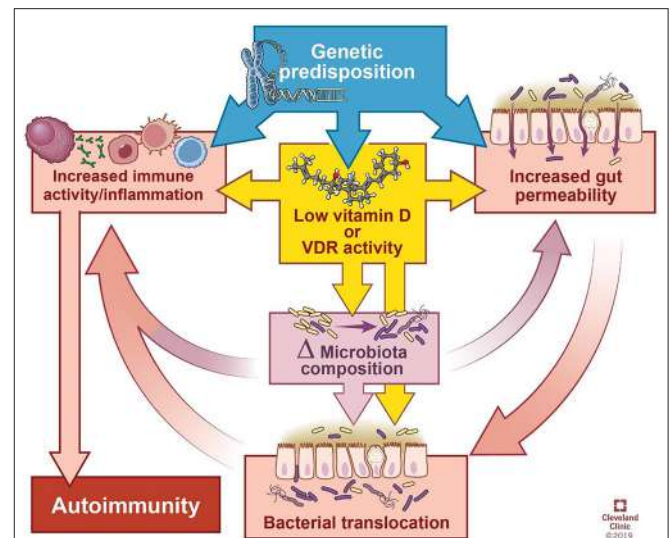 Genetic
predisposition
Increased immune
activity/inflammation
Low vitamin D
or
VDR activity
Increased gut
permeability
Δ Microbiota
composition
Autoimmunity
Bacterial translocation
Cleveland
Clinic
©2019